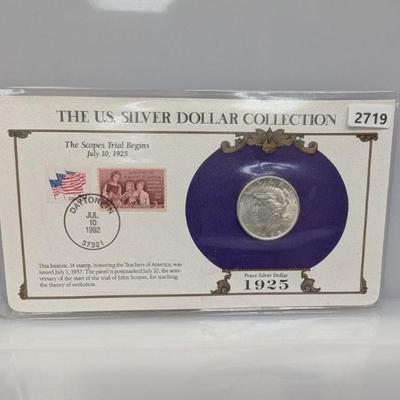 THE U.S. SILVER DOLLAR COLLECTION
2719
The Scopes Trial Begins
July 10, 1925
DAYTON, TN
JUL
10
1992
37321
This historic 3¢ stamp, honoring the Teachers of America, was
issued July 1, 1957. The panel is postmarked July 10, the anni-
versary of the start of the trial of John Scopes, for teaching
the theory of evolution.
Peace Silver Dollar
1925